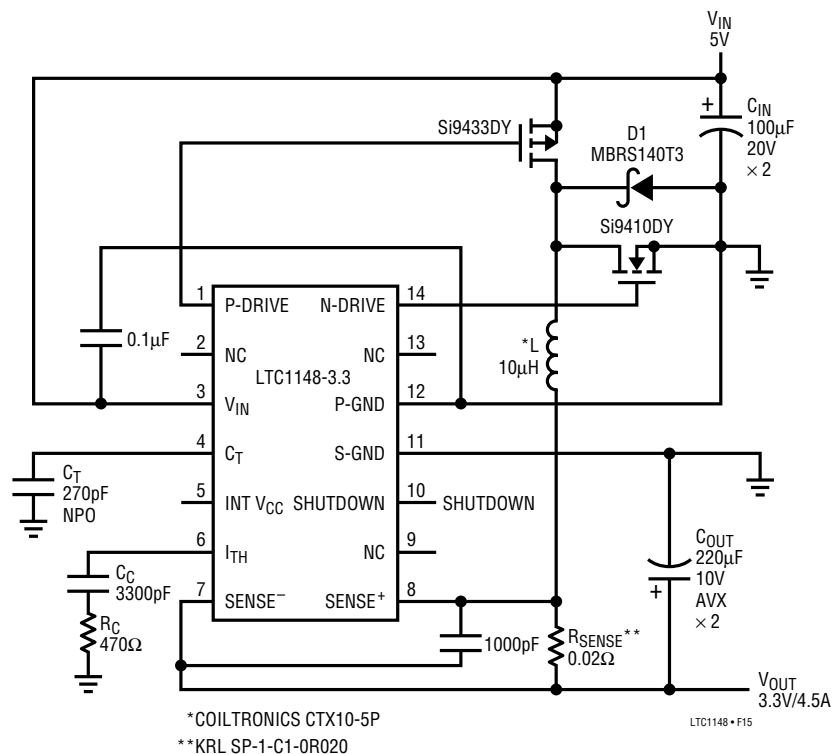 V_IN
5V
Si9433DY
D1
MBRS140T3
+
C_IN
100µF
20V
× 2
Si9410DY
1
P-DRIVE
N-DRIVE
14
0.1µF
2
NC
NC
13
LTC1148-3.3
*L
10µH
3
V_IN
P-GND
12
4
C_T
S-GND
11
C_T
270pF
NPO
5
INT V_CC
SHUTDOWN
10
SHUTDOWN
6
I_TH
NC
9
C_OUT
220µF
10V
AVX
× 2
+
C_C
3300pF
7
SENSE⁻
SENSE⁺
8
R_C
470Ω
1000pF
R_SENSE**
0.02Ω
V_OUT
3.3V/4.5A
*COILTRONICS CTX10-5P
**KRL SP-1-C1-0R020
LTC1148 • F15